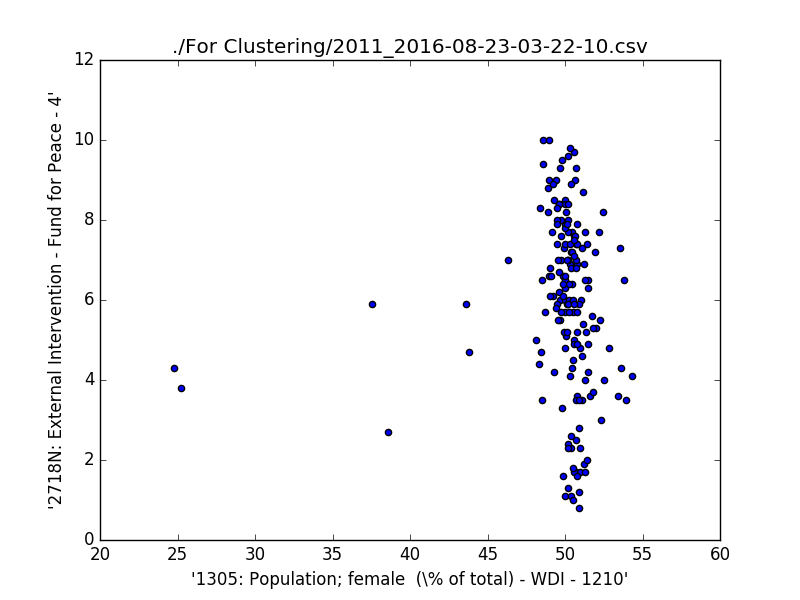 ./For Clustering/2011_2016-08-23-03-22-10.csv
12
10
8
6
4
2
0
'2718N: External Intervention - Fund for Peace - 4'
20 25 30 35 40 45 50 55 60
'1305: Population; female  (\% of total) - WDI - 1210'